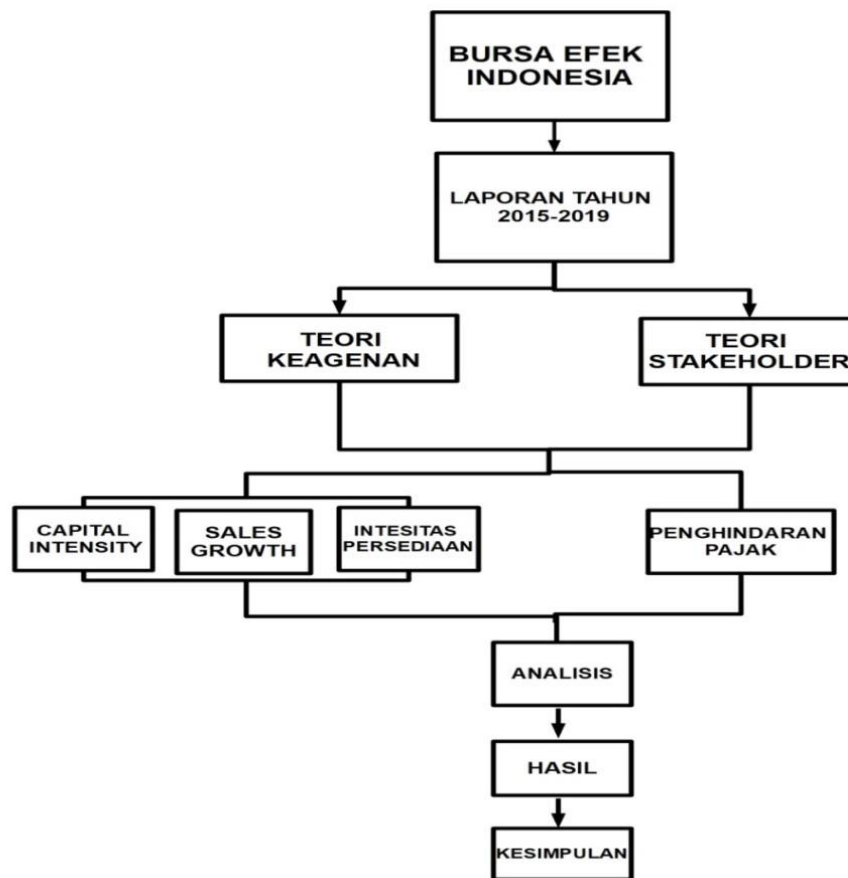 BURSA EFEK
INDONESIA
LAPORAN TAHUN
2015-2019
TEORI
KEAGENAN
TEORI
STAKEHOLDER
CAPITAL
INTENSITY
SALES
GROWTH
INTESITAS
PERSEDIAAN
PENGHINDARAN
PAJAK
ANALISIS
HASIL
KESIMPULAN